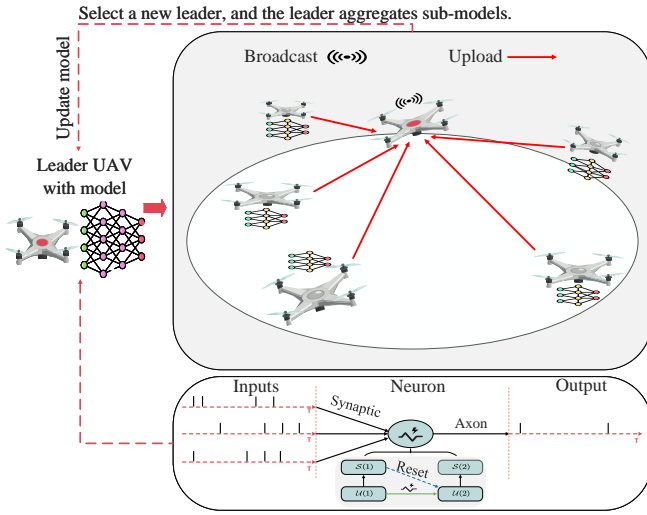 Select a new leader, and the leader aggregates sub-models.
Broadcast
Upload
Update model
Leader UAV
with model
Inputs
Neuron
Output
Synaptic
Axon
T
T
T
T
S(1)
Reset
S(2)
U(1)
U(2)